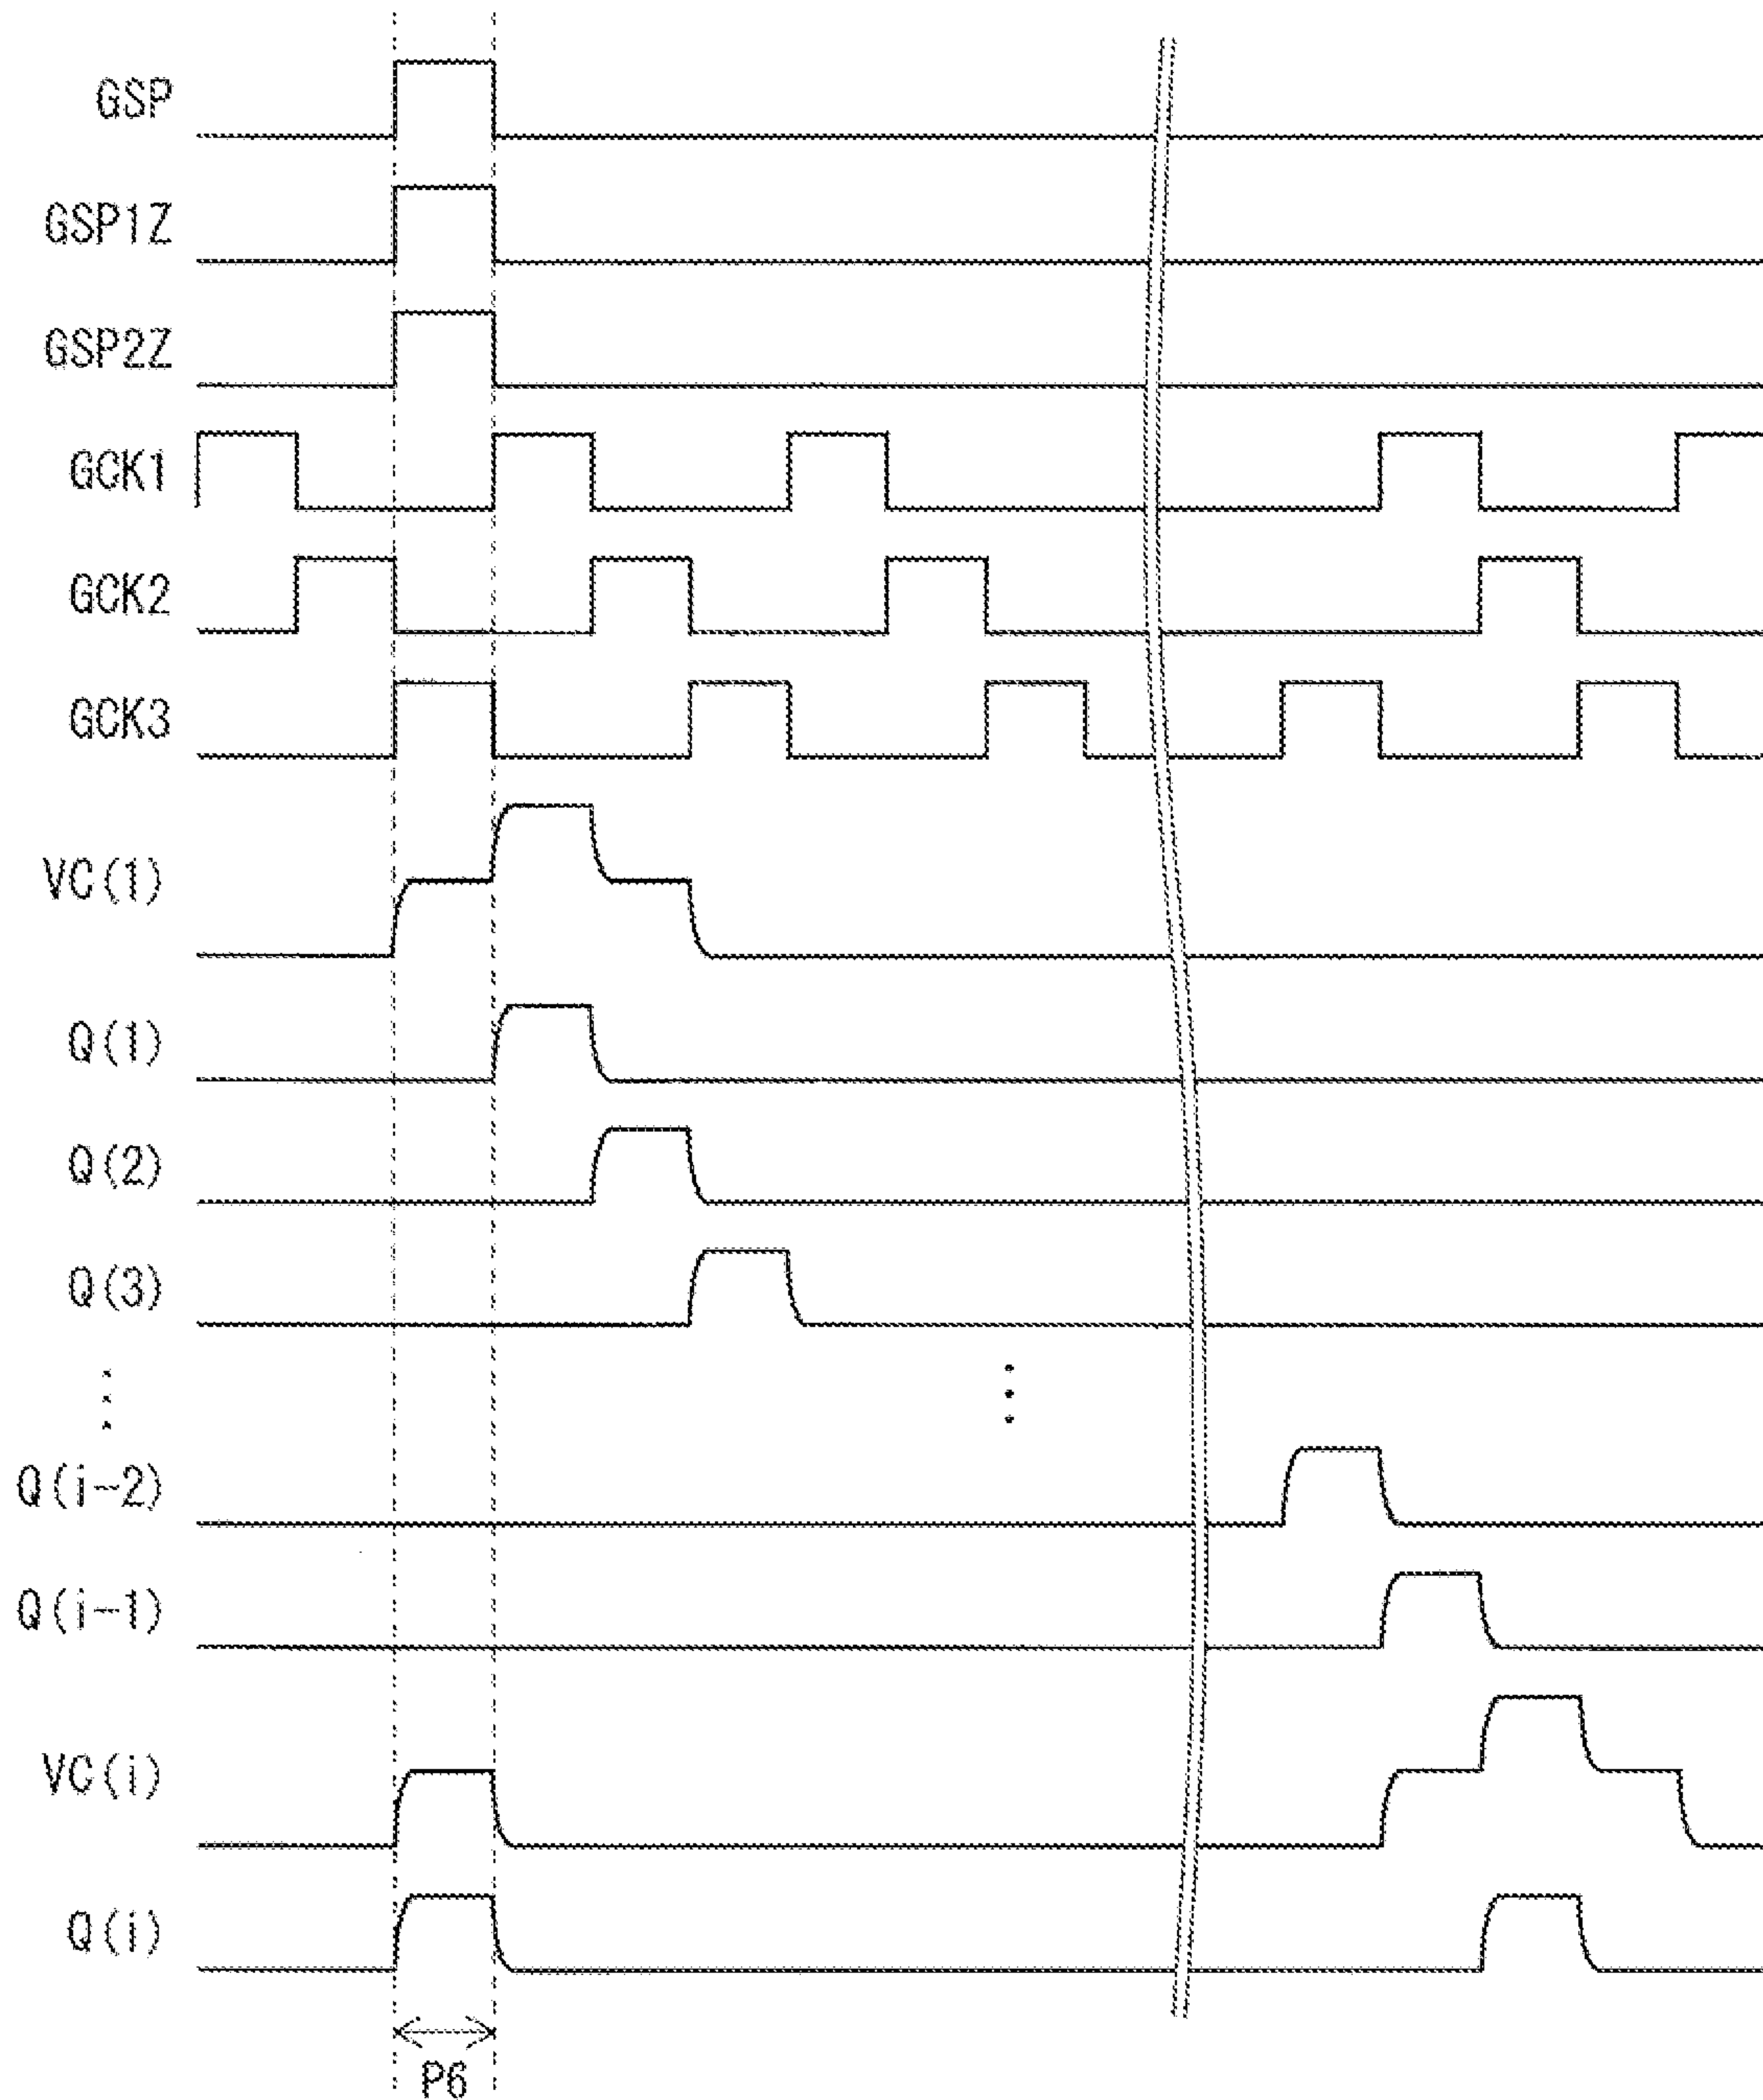 GSP
GSP1Z
GSP2Z
GCK1
GCK2
GCK3
VC(1)
Q(1)
Q(2)
Q(3)
Q(i-2)
Q(i-1)
VC(i)
Q(i)
P6